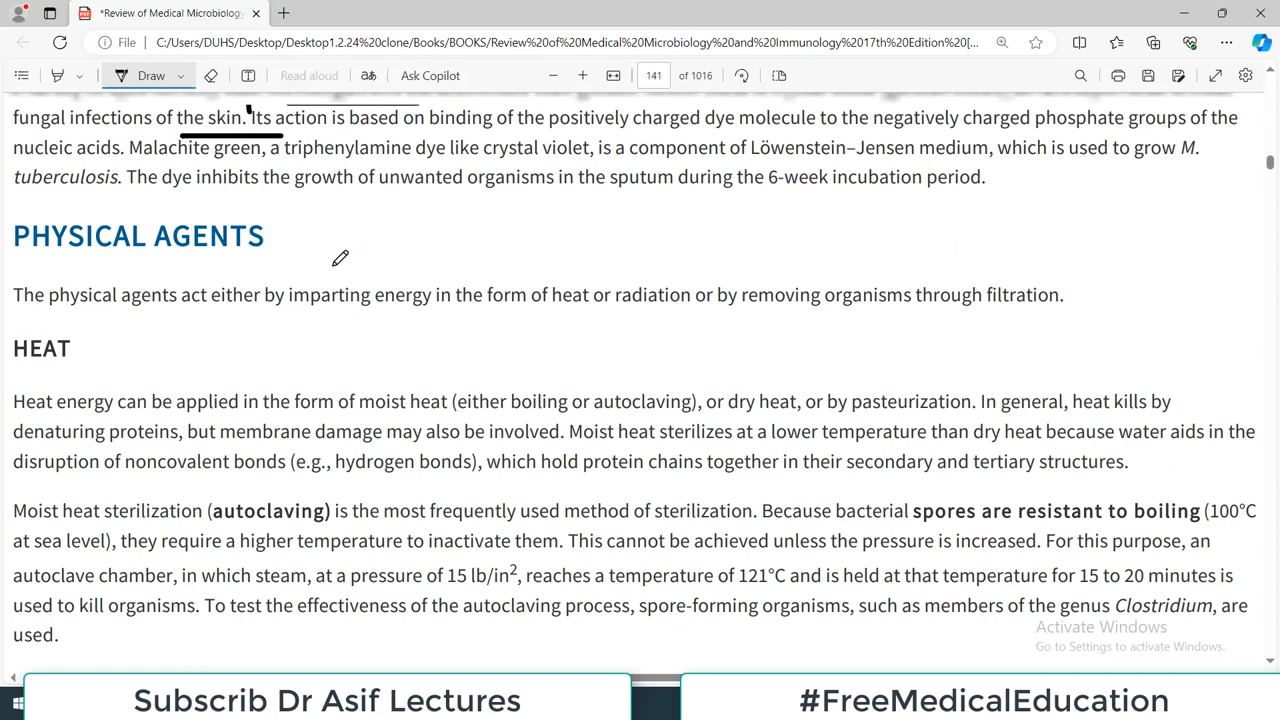 *Review of Medical Microbiology
File
C:/Users/DUHS/Desktop/Desktop1.2.24%20clone/Books/BOOKS/Review%20of%20Medical%20Microbiology%20and%20Immunology%2017th%20Edition%20[...
Draw
Read aloud
Ask Copilot
141 of 1016
fungal infections of the skin. Its action is based on binding of the positively charged dye molecule to the negatively charged phosphate groups of the
nucleic acids. Malachite green, a triphenylamine dye like crystal violet, is a component of Löwenstein–Jensen medium, which is used to grow M.
tuberculosis. The dye inhibits the growth of unwanted organisms in the sputum during the 6-week incubation period.
PHYSICAL AGENTS
The physical agents act either by imparting energy in the form of heat or radiation or by removing organisms through filtration.
HEAT
Heat energy can be applied in the form of moist heat (either boiling or autoclaving), or dry heat, or by pasteurization. In general, heat kills by
denaturing proteins, but membrane damage may also be involved. Moist heat sterilizes at a lower temperature than dry heat because water aids in the
disruption of noncovalent bonds (e.g., hydrogen bonds), which hold protein chains together in their secondary and tertiary structures.
Moist heat sterilization (autoclaving) is the most frequently used method of sterilization. Because bacterial spores are resistant to boiling (100°C
at sea level), they require a higher temperature to inactivate them. This cannot be achieved unless the pressure is increased. For this purpose, an
autoclave chamber, in which steam, at a pressure of 15 lb/in2, reaches a temperature of 121°C and is held at that temperature for 15 to 20 minutes is
used to kill organisms. To test the effectiveness of the autoclaving process, spore-forming organisms, such as members of the genus Clostridium, are
used.
Activate Windows
Go to Settings to activate Windows.
Subscrib Dr Asif Lectures
#FreeMedicalEducation